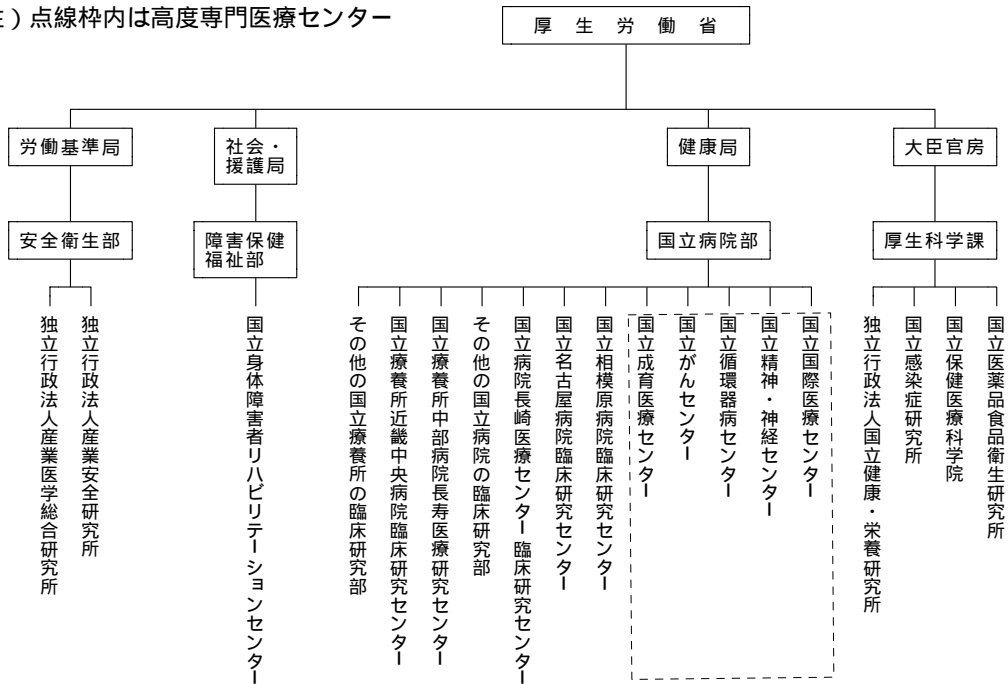 )点線枠内は高度専門医療センター
厚生労働省
労働基準局
社会・
援護局
健康局
大臣官房
安全衛生部
障害保健
福祉部
国立病院部
厚生科学課
国立医薬品食品衛生研究所
国立保健医療科学院
国立感染症研究所
独立行政法人国立健康・栄養研究所
国立国際医療センター
国立精神・神経センター
国立循環器病センター
国立がんセンター
国立成育医療センター
国立相模原病院臨床研究センター
国立名古屋病院臨床研究センター
国立病院長崎医療センター臨床研究センター
その他の国立病院の臨床研究部
国立療養所中部病院長寿医療研究センター
国立療養所近畿中央病院臨床研究センター
その他の国立療養所の臨床研究部
国立身体障害者リハビリテーションセンター
独立行政法人産業安全研究所
独立行政法人産業医学総合研究所